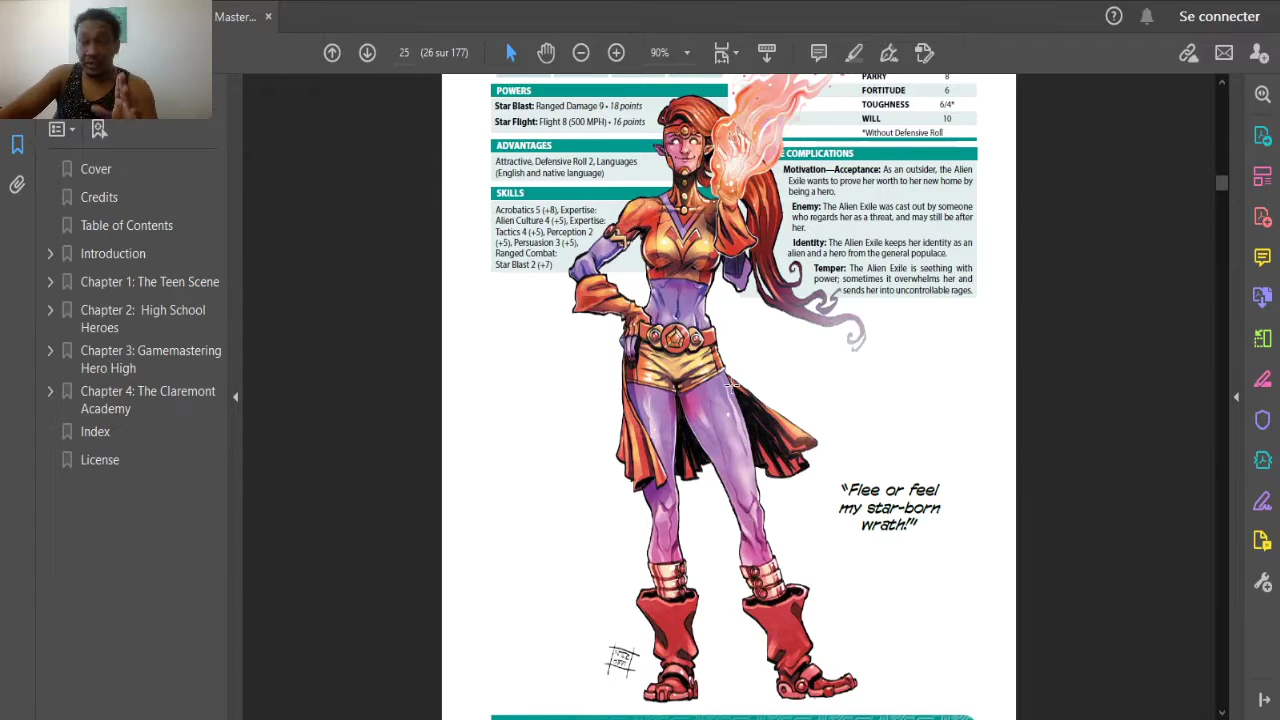 Master...
Se connecter
25
(26 sur 177)
90%
Cover
Credits
Table of Contents
Introduction
Chapter 1: The Teen Scene
Chapter 2: High School
Heroes
Chapter 3: Gamemastering
Hero High
Chapter 4: The Claremont
Academy
Index
License
POWERS
Star Blast: Ranged Damage 9 • 18 points
Star Flight: Flight 8 (500 MPH) • 16 points
ADVANTAGES
Attractive, Defensive Roll 2, Languages
(English and native language)
SKILLS
Acrobatics 5 (+8), Expertise:
Alien Culture 4 (+5), Expertise:
Tactics 4 (+5), Perception 2
(+5), Persuasion 3 (+5),
Ranged Combat:
Star Blast 2 (+7)
PARRY 8
FORTITUDE 6
TOUGHNESS 6/4*
WILL 10
*Without Defensive Roll
COMPLICATIONS
Motivation—Acceptance: As an outsider, the Alien
Exile wants to prove her worth to her new home by
being a hero.
Enemy: The Alien Exile was cast out by someone
who regards her as a threat, and may still be after
her.
Identity: The Alien Exile keeps her identity as an
alien and a hero from the general populace.
Temper: The Alien Exile is seething with
power; sometimes it overwhelms her and
sends her into uncontrollable rages.
"Flee or feel
my star-born
wrath!"